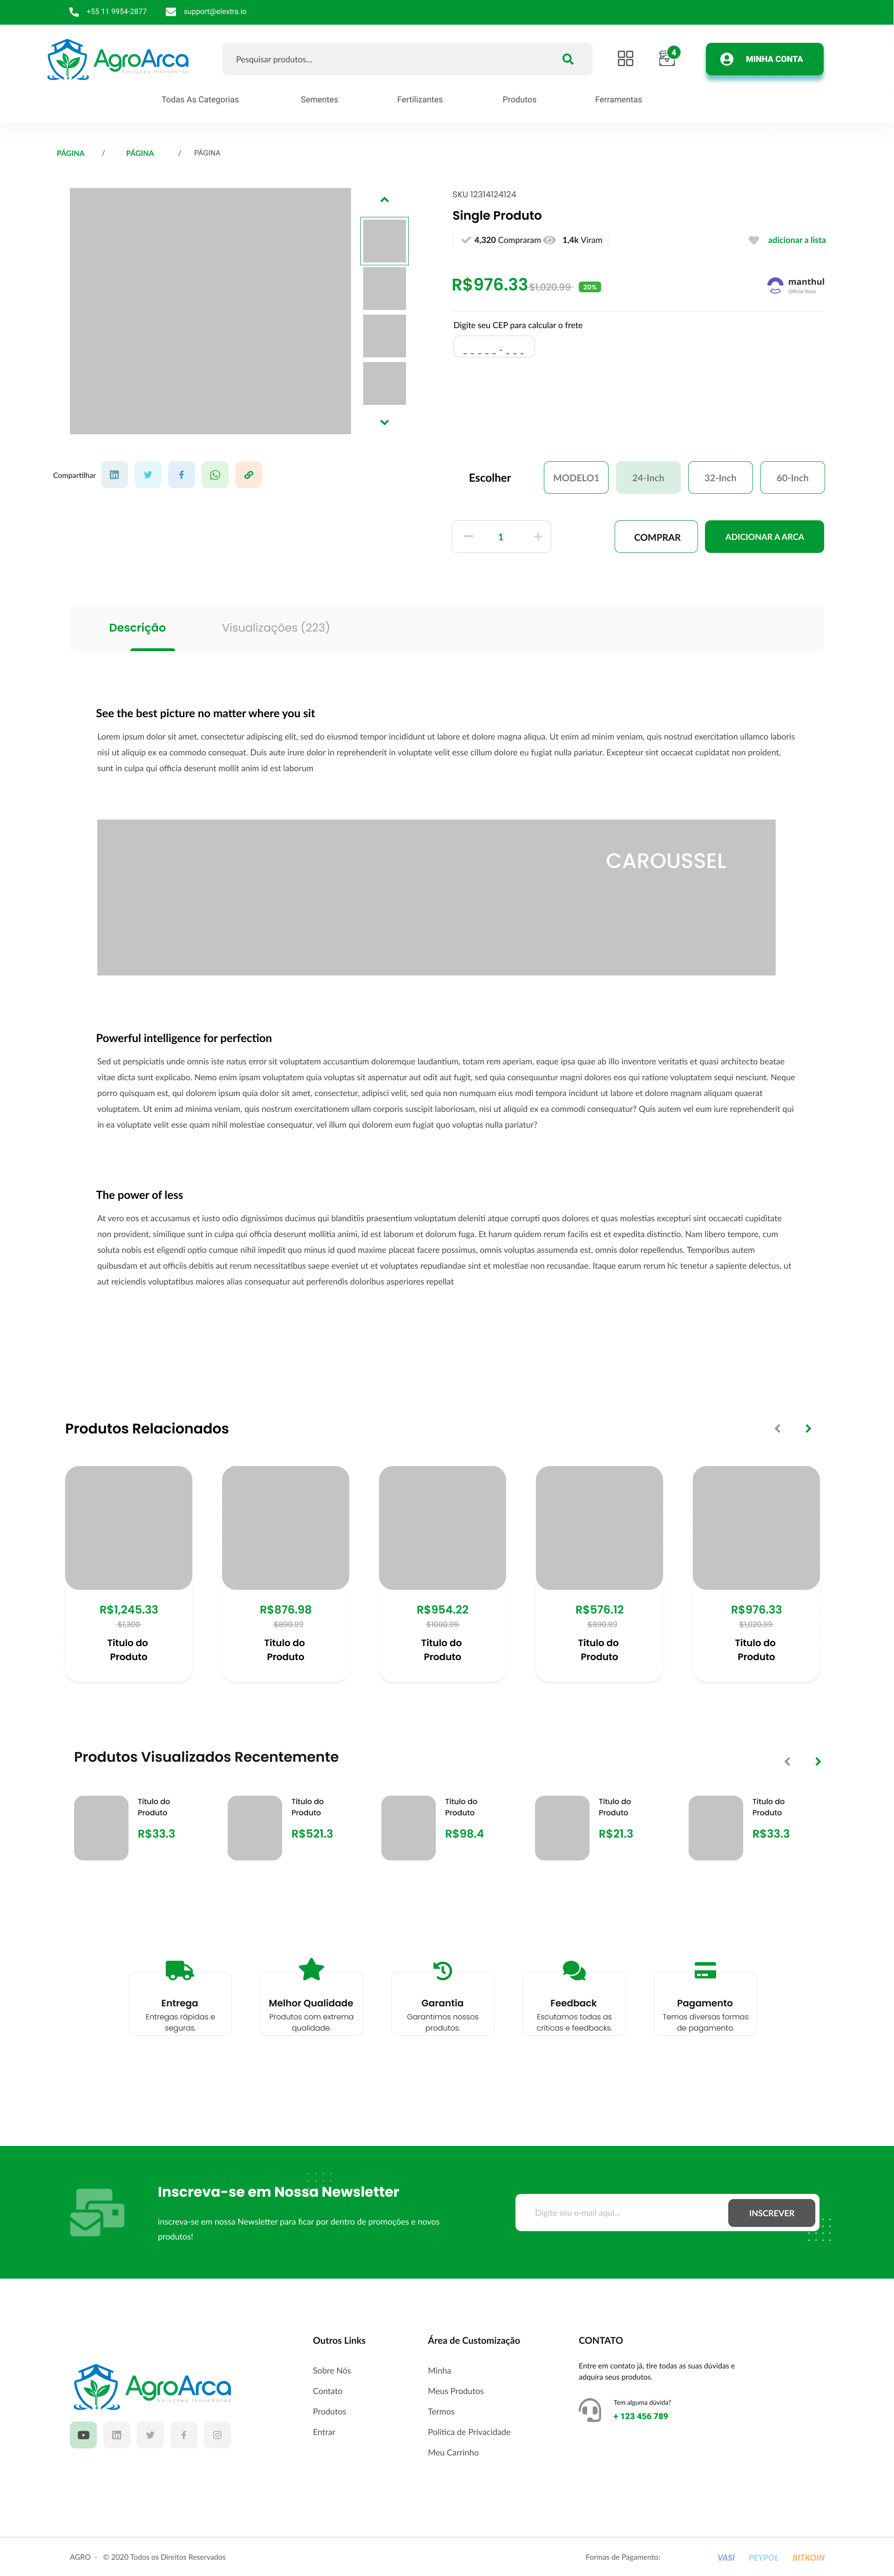 +55 11 9954-2877
support@elextra.io
AgroArca
Soluções Inovadoras
Pesquisar produtos...
4
MINHA CONTA
Todas As Categorias
Sementes
Fertilizantes
Produtos
Ferramentas
PÁGINA / PÁGINA / PÁGINA
SKU 12314124124
Single Produto
4,320 Compraram
1,4k Viram
adicionar a lista
R$976.33 $1,020.99 20%
manthul
Official Store
Digite seu CEP para calcular o frete
_ _ _ _ _ - _ _ _
Compartilhar
Escolher
MODELO1
24-Inch
32-Inch
60-Inch
1
COMPRAR
ADICIONAR A ARCA
Descrição
Visualizações (223)
See the best picture no matter where you sit
Lorem ipsum dolor sit amet, consectetur adipiscing elit, sed do eiusmod tempor incididunt ut labore et dolore magna aliqua. Ut enim ad minim veniam, quis nostrud exercitation ullamco laboris
nisi ut aliquip ex ea commodo consequat. Duis aute irure dolor in reprehenderit in voluptate velit esse cillum dolore eu fugiat nulla pariatur. Excepteur sint occaecat cupidatat non proident,
sunt in culpa qui officia deserunt mollit anim id est laborum
CAROUSSEL
Powerful intelligence for perfection
Sed ut perspiciatis unde omnis iste natus error sit voluptatem accusantium doloremque laudantium, totam rem aperiam, eaque ipsa quae ab illo inventore veritatis et quasi architecto beatae
vitae dicta sunt explicabo. Nemo enim ipsam voluptatem quia voluptas sit aspernatur aut odit aut fugit, sed quia consequuntur magni dolores eos qui ratione voluptatem sequi nesciunt. Neque
porro quisquam est, qui dolorem ipsum quia dolor sit amet, consectetur, adipisci velit, sed quia non numquam eius modi tempora incidunt ut labore et dolore magnam aliquam quaerat
voluptatem. Ut enim ad minima veniam, quis nostrum exercitationem ullam corporis suscipit laboriosam, nisi ut aliquid ex ea commodi consequatur? Quis autem vel eum iure reprehenderit qui
in ea voluptate velit esse quam nihil molestiae consequatur, vel illum qui dolorem eum fugiat quo voluptas nulla pariatur?
The power of less
At vero eos et accusamus et iusto odio dignissimos ducimus qui blanditiis praesentium voluptatum deleniti atque corrupti quos dolores et quas molestias excepturi sint occaecati cupiditate
non provident, similique sunt in culpa qui officia deserunt mollitia animi, id est laborum et dolorum fuga. Et harum quidem rerum facilis est et expedita distinctio. Nam libero tempore, cum
soluta nobis est eligendi optio cumque nihil impedit quo minus id quod maxime placeat facere possimus, omnis voluptas assumenda est, omnis dolor repellendus. Temporibus autem
quibusdam et aut officiis debitis aut rerum necessitatibus saepe eveniet ut et voluptates repudiandae sint et molestiae non recusandae. Itaque earum rerum hic tenetur a sapiente delectus, ut
aut reiciendis voluptatibus maiores alias consequatur aut perferendis doloribus asperiores repellat
Produtos Relacionados
R$1,245.33
$1,300
Titulo do
Produto
R$876.98
$890.99
Titulo do
Produto
R$954.22
$1000.99
Titulo do
Produto
R$576.12
$890.99
Titulo do
Produto
R$976.33
$1,020.99
Titulo do
Produto
Produtos Visualizados Recentemente
Titulo do
Produto
R$33.3
Titulo do
Produto
R$521.3
Titulo do
Produto
R$98.4
Titulo do
Produto
R$21.3
Titulo do
Produto
R$33.3
Entrega
Entregas rápidas e
seguras.
Melhor Qualidade
Produtos com extrema
qualidade.
Garantia
Garantimos nossos
produtos.
Feedback
Escutamos todas as
criticas e feedbacks.
Pagamento
Temos diversas formas
de pagamento.
Inscreva-se em Nossa Newsletter
inscreva-se em nossa Newsletter para ficar por dentro de promoções e novos
produtos!
Digite seu e-mail aqui...
INSCREVER
AgroArca
Soluções Inovadoras
Outros Links
Sobre Nós
Contato
Produtos
Entrar
Área de Customização
Minha
Meus Produtos
Termos
Politica de Privacidade
Meu Carrinho
CONTATO
Entre em contato já, tire todas as suas dúvidas e
adquira seus produtos.
Tem alguma dúvida?
+ 123 456 789
AGRO - © 2020 Todos os Direitos Reservados
Formas de Pagamento:
VASI
PEYPOL
BITKOIN